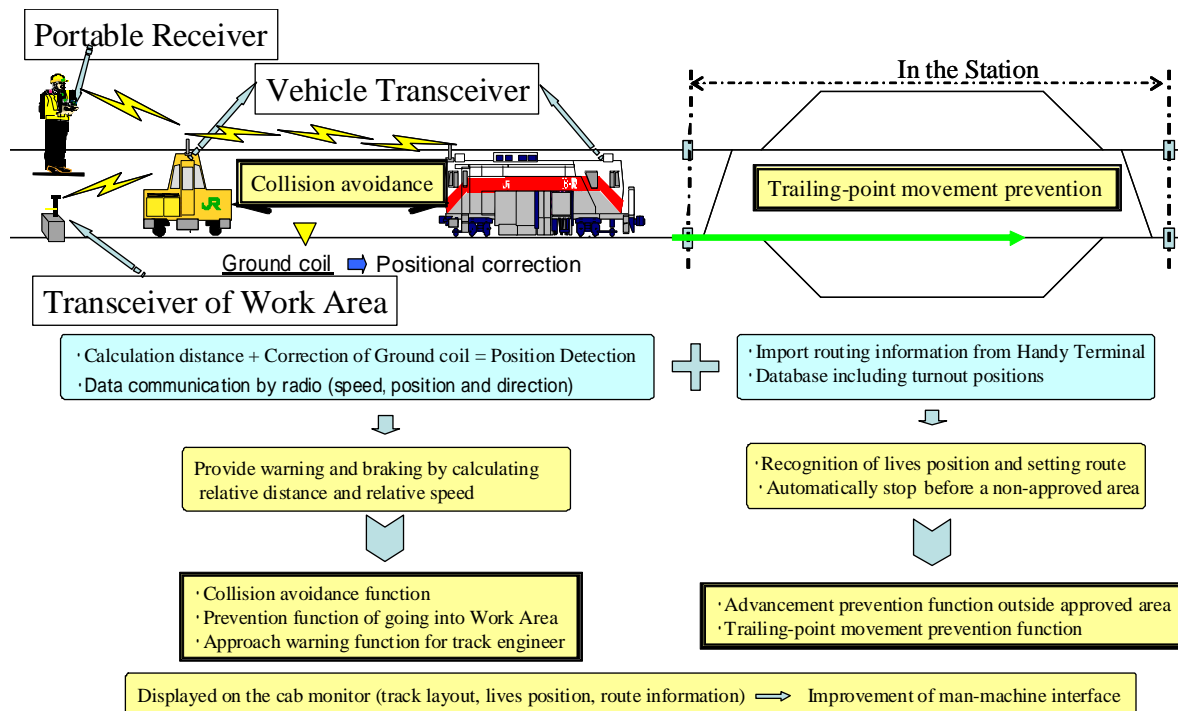 Portable Receiver
In the Station
Vehicle Transceiver
Collision avoidance
Trailing-point movement prevention
JR
Ground coil Positional correction
Transceiver of Work Area
・Calculation distance + Correction of Ground coil = Position Detection
・Data communication by radio (speed, position and direction)
・Import routing information from Handy Terminal
・Database including turnout positions
Provide warning and braking by calculating
relative distance and relative speed
・Recognition of lives position and setting route
・Automatically stop before a non-approved area
・Collision avoidance function
・Prevention function of going into Work Area
・Approach warning function for track engineer
・Advancement prevention function outside approved area
・Trailing-point movement prevention function
Displayed on the cab monitor (track layout, lives position, route information) Improvement of man-machine interface